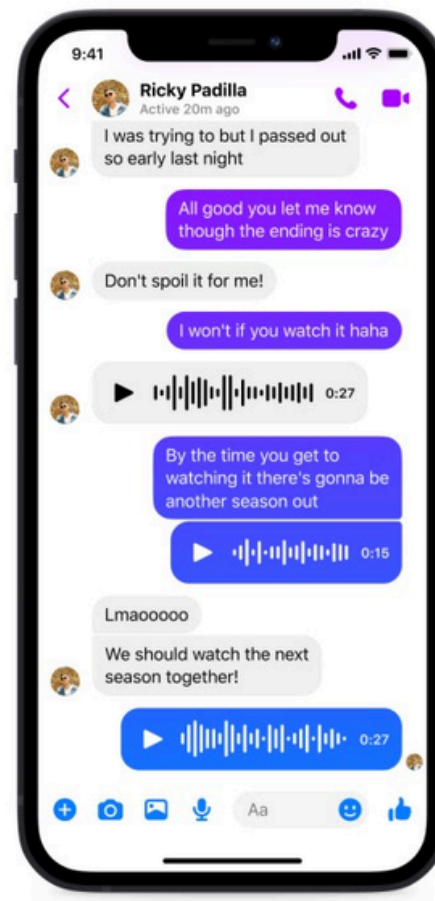 9:41
Ricky Padilla
Active 20m ago
I was trying to but I passed out
so early last night
All good you let me know
though the ending is crazy
Don't spoil it for me!
I won't if you watch it haha
0:27
By the time you get to
watching it there's gonna be
another season out
0:15
Lmaooooo
We should watch the next
season together!
0:27
Aa